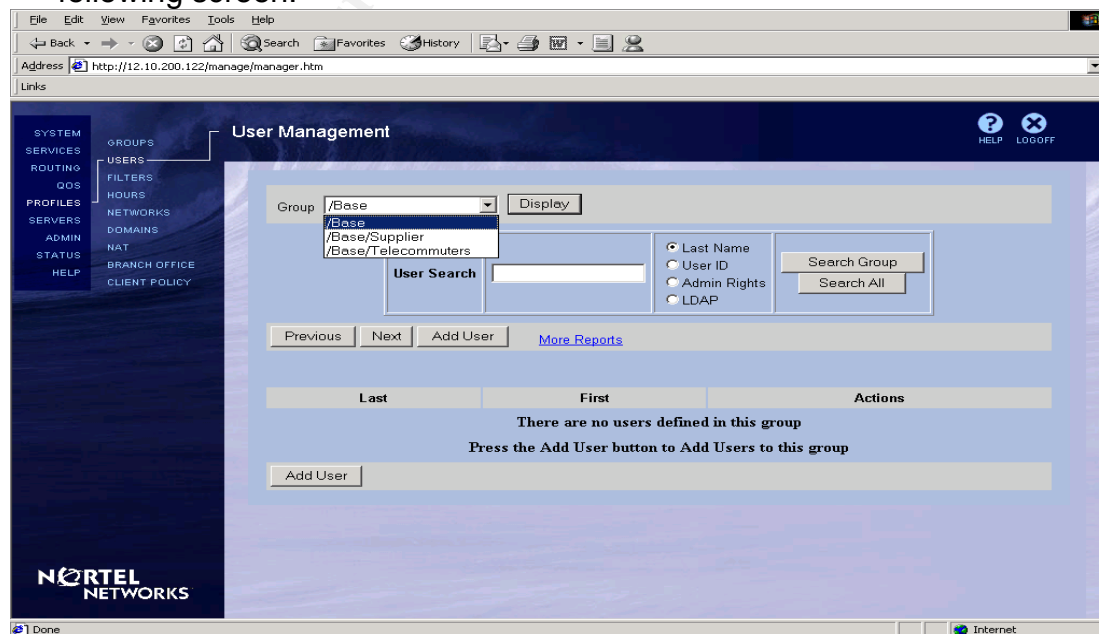 following screen:
File Edit View Favorites Tools Help
Back Search Favorites History
Address http://12.10.200.122/manage/manager.htm
Links
SYSTEM
SERVICES
ROUTING
QOS
PROFILES
SERVERS
ADMIN
STATUS
HELP
GROUPS
USERS
FILTERS
HOURS
NETWORKS
DOMAINS
NAT
BRANCH OFFICE
CLIENT POLICY
User Management
HELP LOGOFF
Group /Base Display
/Base
/Base/Supplier
/Base/Telecommuters
User Search
Last Name
User ID
Admin Rights
LDAP
Search Group
Search All
Previous Next Add User More Reports
Last First Actions
There are no users defined in this group
Press the Add User button to Add Users to this group
Add User
NORTEL
NETWORKS
Done Internet